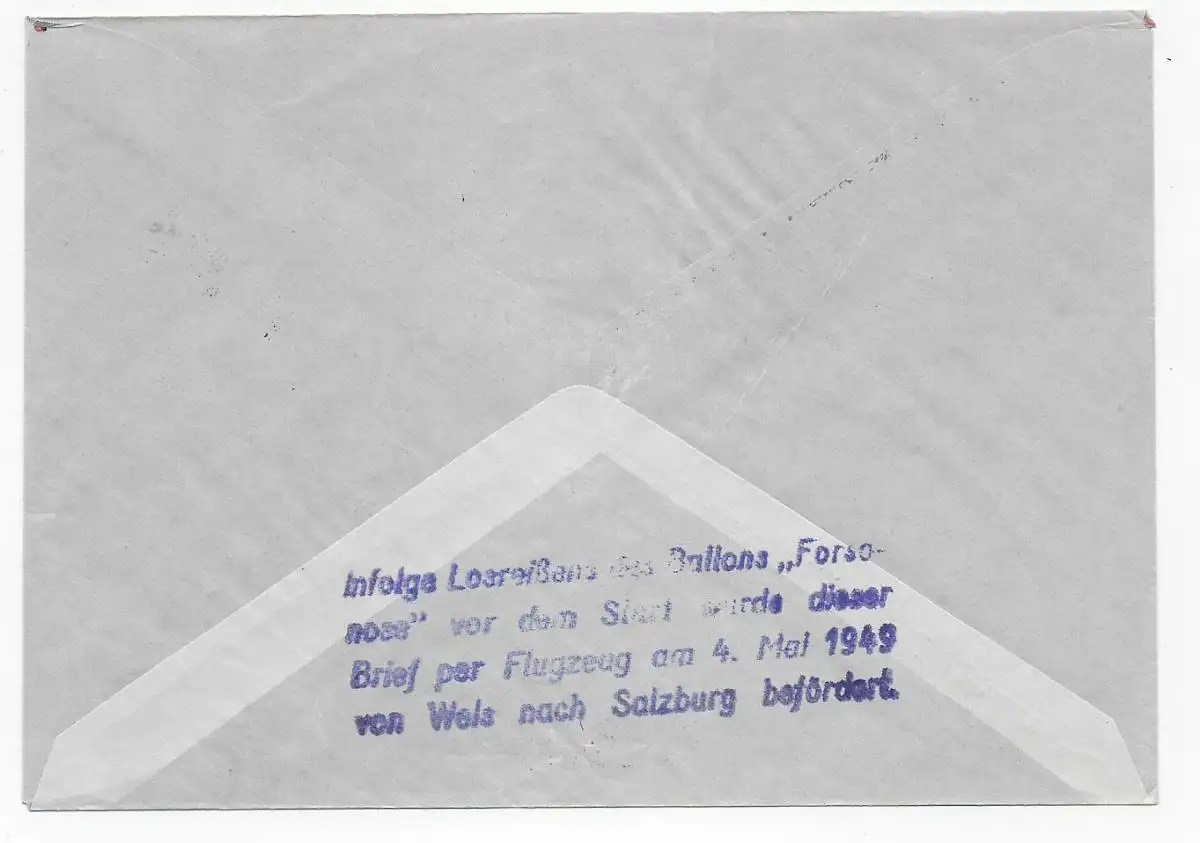 Infolge Losreißens des Ballons „Forso-
nose" vor dem Start wurde dieser
Brief per Flugzeug am 4. Mai 1949
von Wels nach Salzburg befördert.